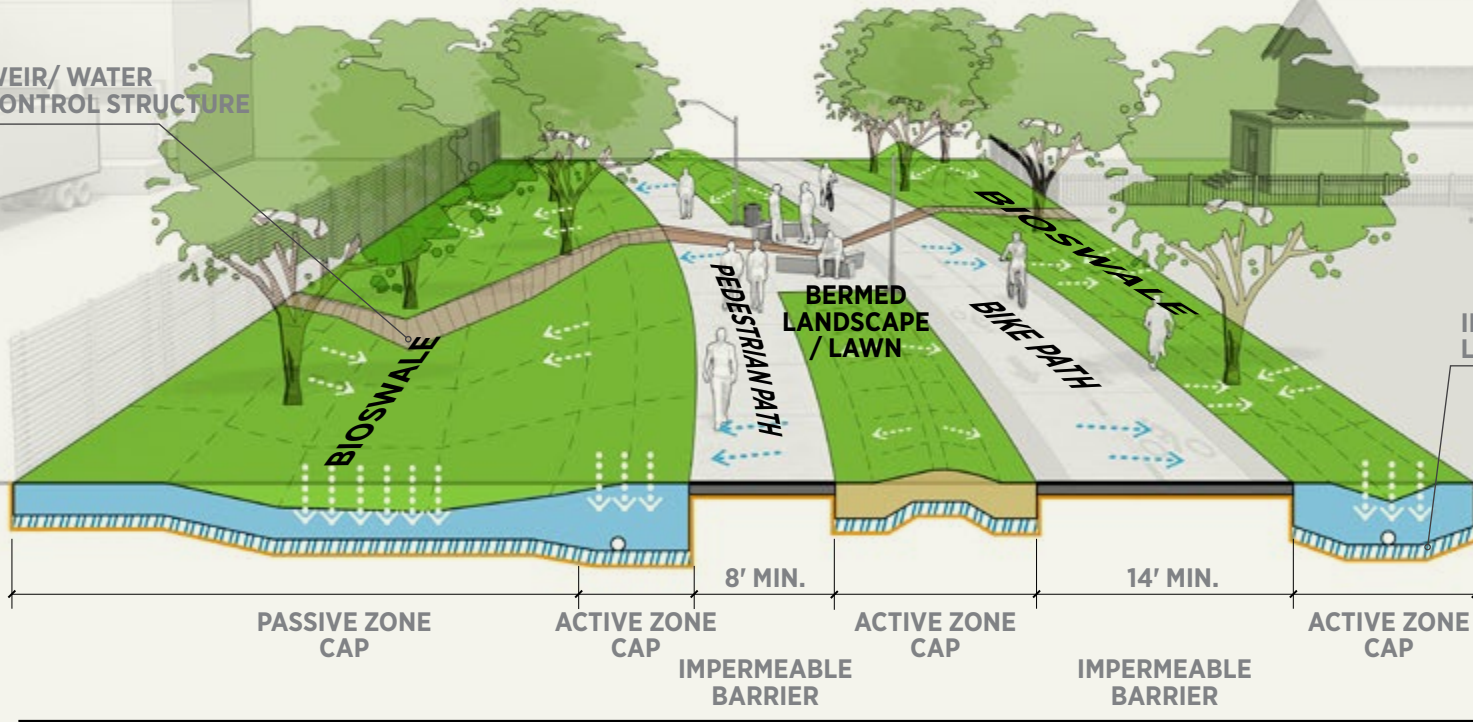 VEIR/ WATER
ONTROL STRUCTURE
BIOSWALE
PEDESTRIAN PATH
BERMED
LANDSCAPE
/ LAWN
BIKE PATH
BIOSWALE
8' MIN.
14' MIN.
PASSIVE ZONE
CAP
ACTIVE ZONE
CAP
IMPERMEABLE
BARRIER
ACTIVE ZONE
CAP
IMPERMEABLE
BARRIER
ACTIVE ZONE
CAP